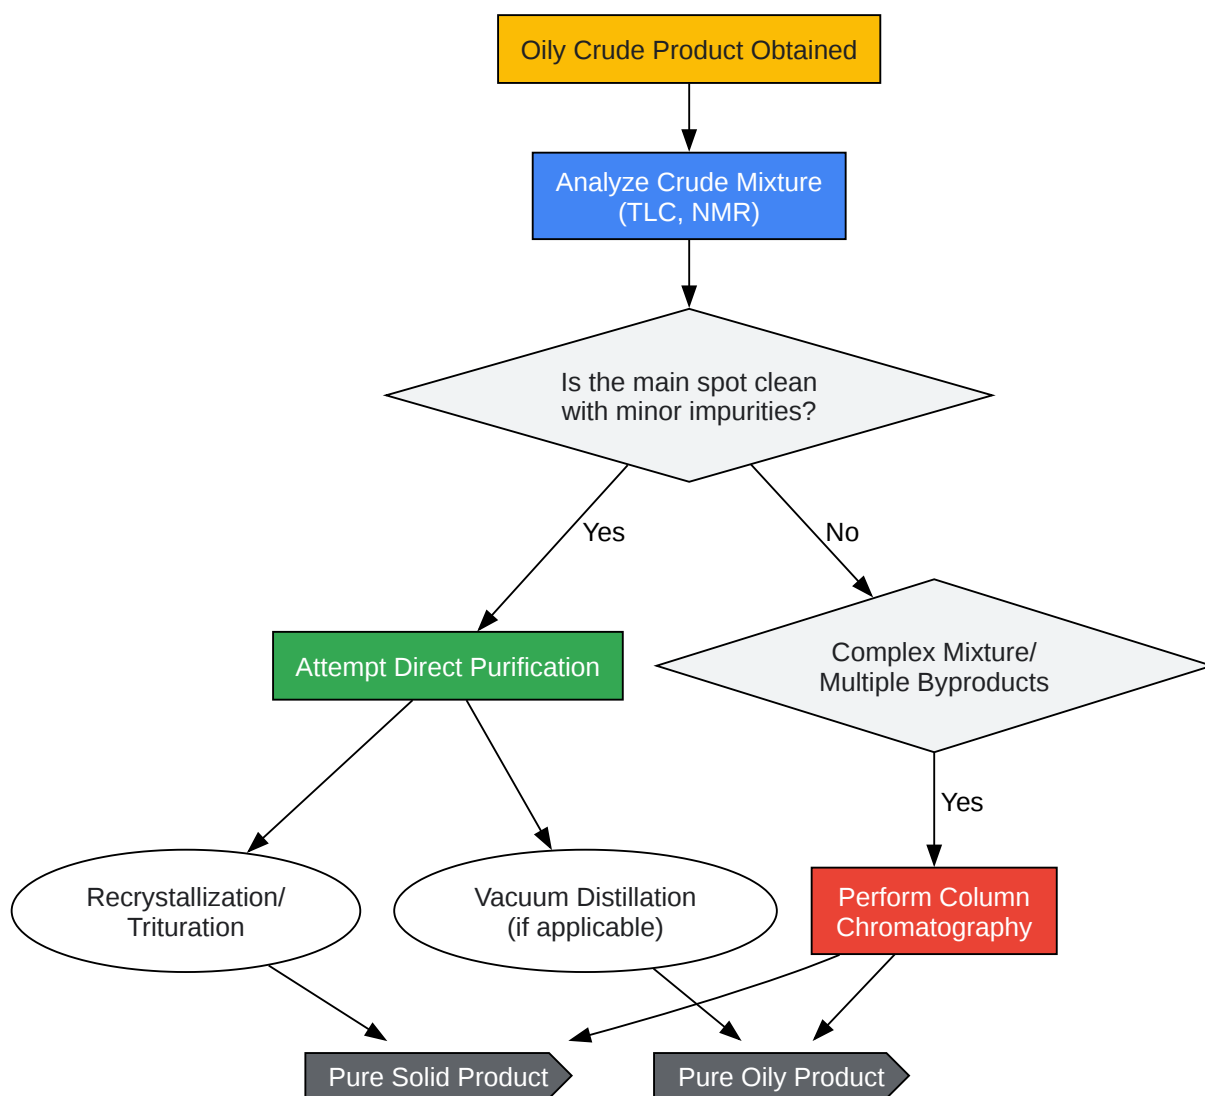 Oily Crude Product Obtained
Analyze Crude Mixture
(TLC, NMR)
Is the main spot clean
with minor impurities?
Yes
No
Attempt Direct Purification
Complex Mixture/
Multiple Byproducts
Yes
Recrystallization/
Trituration
Vacuum Distillation
(if applicable)
Perform Column
Chromatography
Pure Solid Product
Pure Oily Product